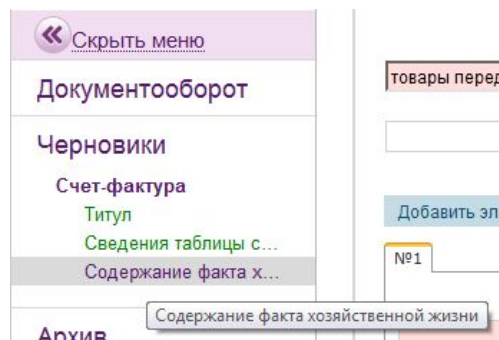 Скрыть меню
товары перед
Документооборот
Черновики
Счет-фактура
Титул
Добавить эл
Сведения таблицы с...
№1
Содержание факта х...
Содержание факта хозяйственной жизни
Архив